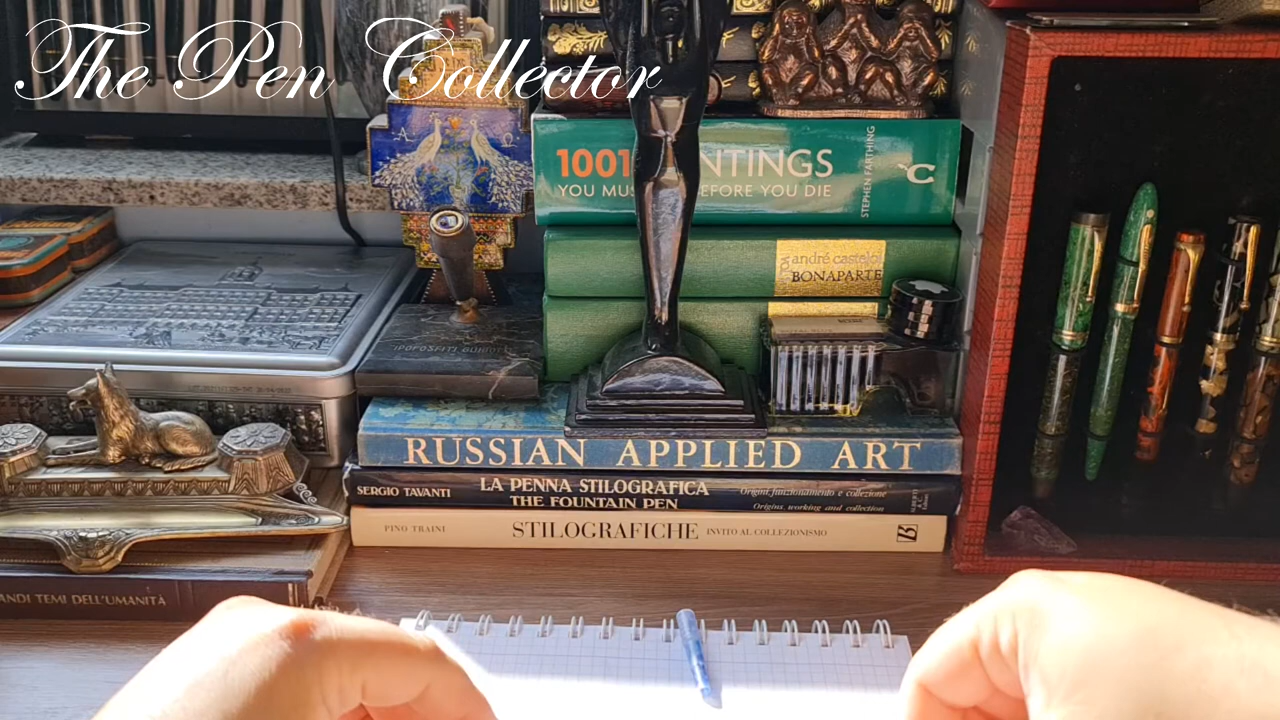 The Pen Collector
A Ω
1001 NTINGS
YOU MUS EFORE YOU DIE
STEPHEN FARTHING
andré castelot
BONAPARTE
RUSSIAN APPLIED ART
SERGIO TAVANTI
LA PENNA STILOGRAFICA
THE FOUNTAIN PEN
Origini, funzionamento e collezione
Origins, working and collection
PINO TRAINI
STILOGRAFICHE INVITO AL COLLEZIONISMO
B
ANDI TEMI DELL'UMANITÀ